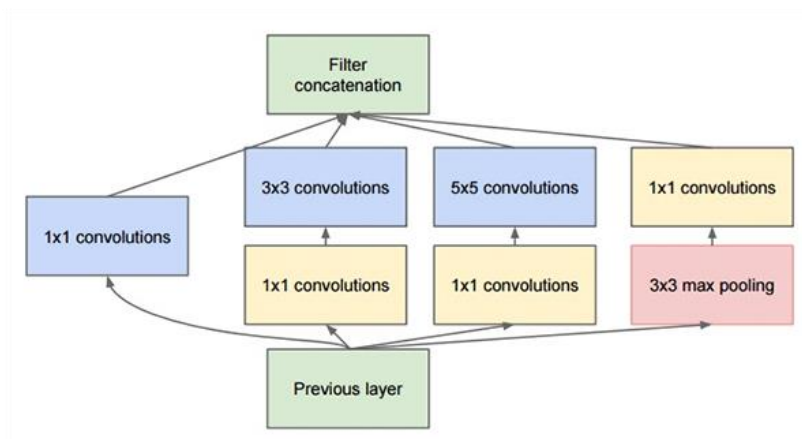 Filter
concatenation
3x3 convolutions
5x5 convolutions
1x1 convolutions
1x1 convolutions
1x1 convolutions
1x1 convolutions
3x3 max pooling
Previous layer